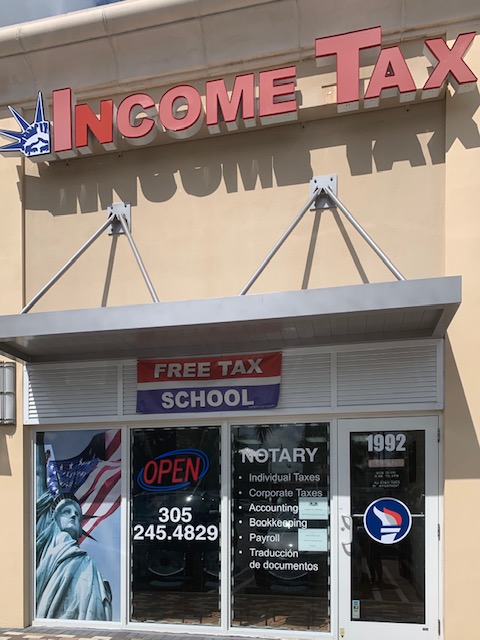 INCOME TAX
FREE TAX
SCHOOL
OPEN
305
245.4829
NOTARY
• Individual Taxes
• Corporate Taxes
• Accounting
• Bookkeeping
• Payroll
• Traducción
de documentos
1992